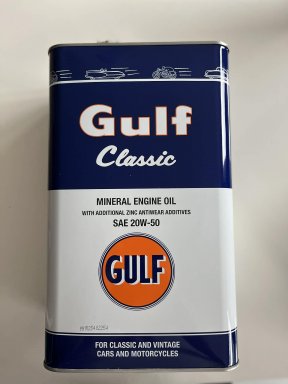 Gulf
Classic
MINERAL ENGINE OIL
WITH ADDITIONAL ZINC ANTIWEAR ADDITIVES
SAE 20W-50
GULF
FOR CLASSIC AND VINTAGE
CARS AND MOTORCYCLES